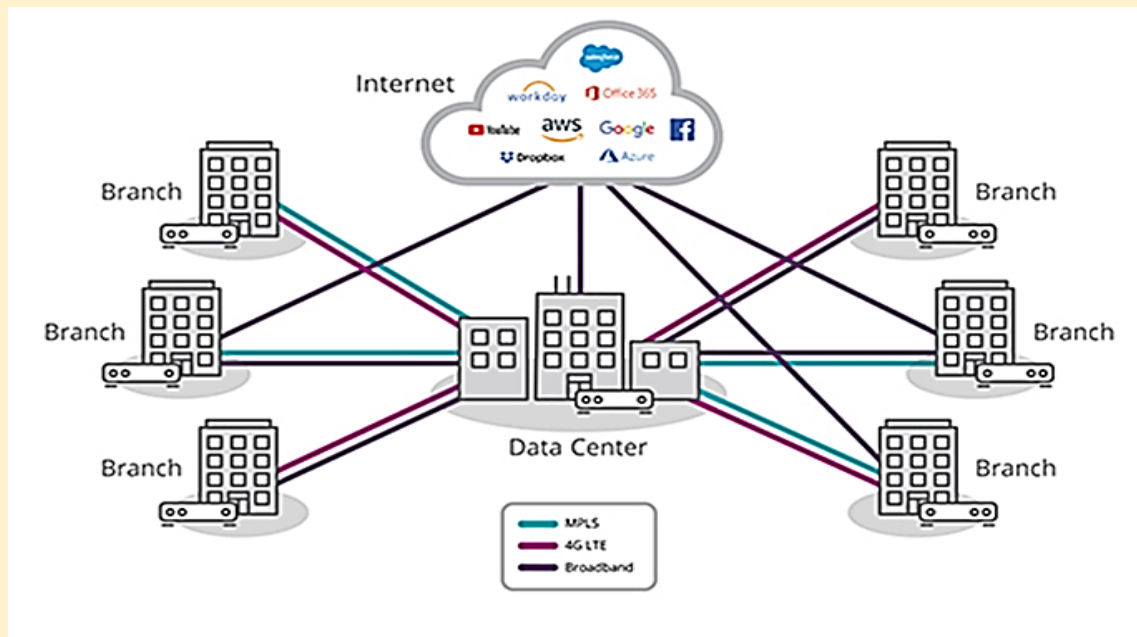 salesforce
Internet
workday
Office 365
YouTube
aws
Google
f
Dropbox
Azure
Branch
Branch
Branch
Branch
Branch
Branch
Data Center
MPLS
4G LTE
Broadband